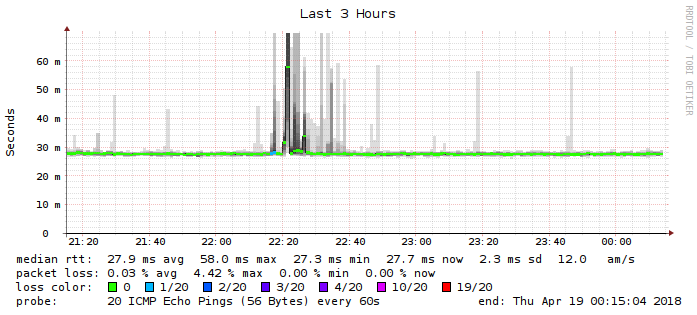 Last 3 Hours
RRDTOOL / TOBI OETIKER
Seconds
60 m
50 m
40 m
30 m
20 m
10 m
0
21:20 21:40 22:00 22:20 22:40 23:00 23:20 23:40 00:00
median rtt: 27.9 ms avg 58.0 ms max 27.3 ms min 27.7 ms now 2.3 ms sd 12.0 am/s
packet loss: 0.03 % avg 4.42 % max 0.00 % min 0.00 % now
loss color: 0 1/20 2/20 3/20 4/20 10/20 19/20
probe: 20 ICMP Echo Pings (56 Bytes) every 60s end: Thu Apr 19 00:15:04 2018